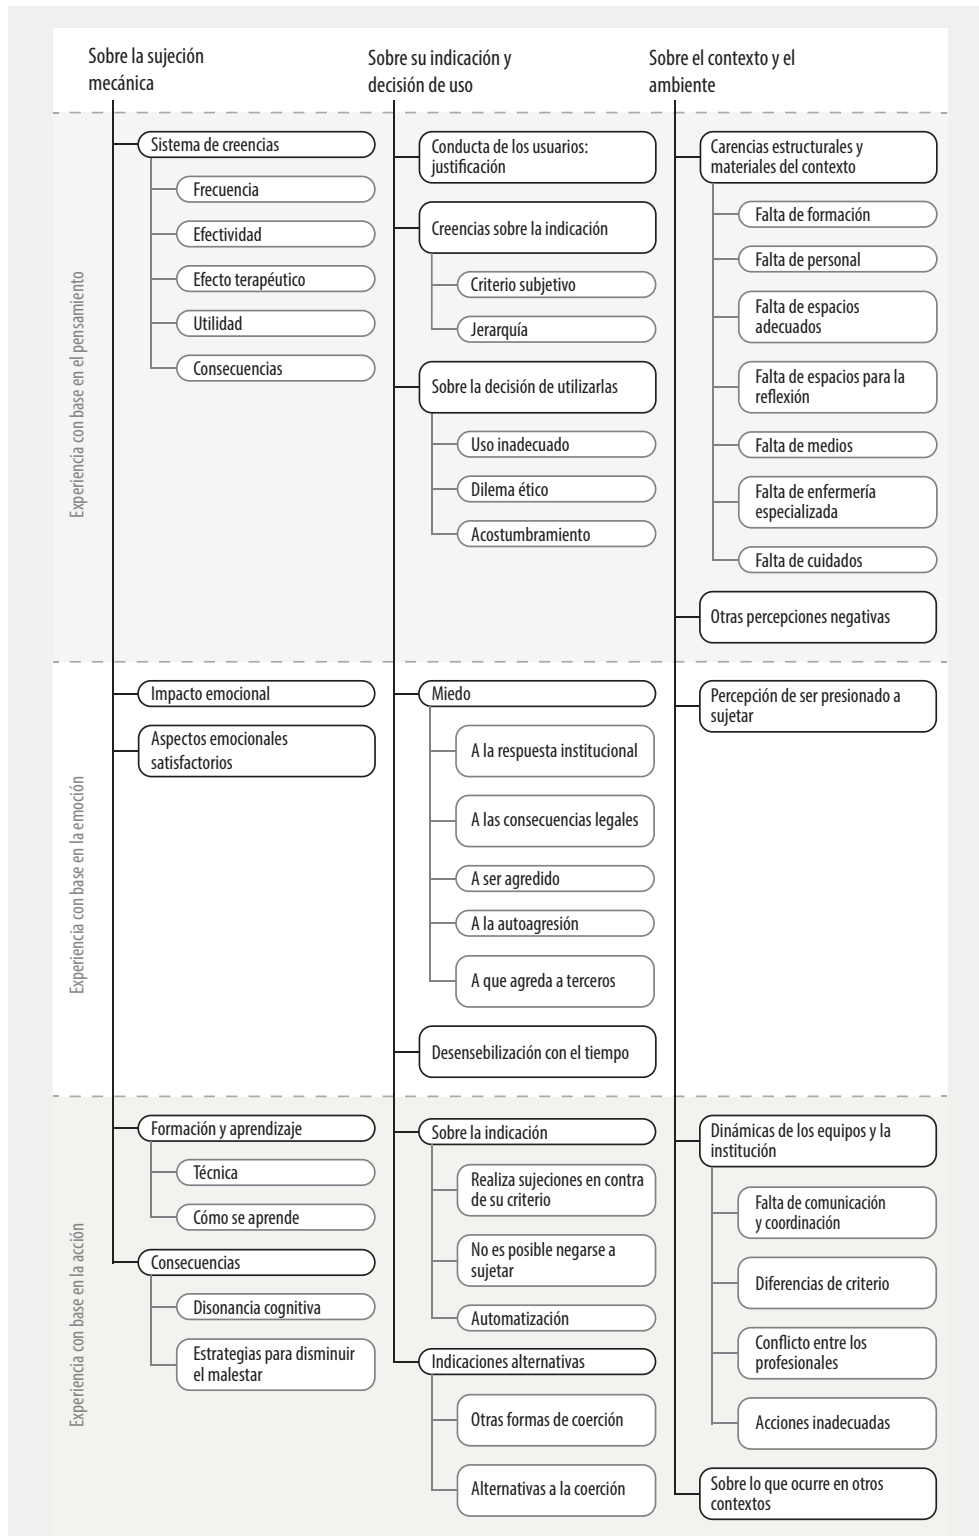 Sobre la sujeción
mecánica
Sobre su indicación y
decisión de uso
Sobre el contexto y el
ambiente
Experiencia con base en el pensamiento
Sistema de creencias
Frecuencia
Efectividad
Efecto terapéutico
Utilidad
Consecuencias
Conducta de los usuarios:
justificación
Creencias sobre la indicación
Criterio subjetivo
Jerarquía
Sobre la decisión de utilizarlas
Uso inadecuado
Dilema ético
Acostumbramiento
Carencias estructurales y
materiales del contexto
Falta de formación
Falta de personal
Falta de espacios
adecuados
Falta de espacios para la
reflexión
Falta de medios
Falta de enfermería
especializada
Falta de cuidados
Otras percepciones negativas
Experiencia con base en la emoción
Impacto emocional
Aspectos emocionales
satisfactorios
Miedo
A la respuesta institucional
A las consecuencias legales
A ser agredido
A la autoagresión
A que agreda a terceros
Desensebilización con el tiempo
Percepción de ser presionado a
sujetar
Experiencia con base en la acción
Formación y aprendizaje
Técnica
Cómo se aprende
Consecuencias
Disonancia cognitiva
Estrategias para disminuir
el malestar
Sobre la indicación
Realiza sujeciones en contra
de su criterio
No es posible negarse a
sujetar
Automatización
Indicaciones alternativas
Otras formas de coerción
Alternativas a la coerción
Dinámicas de los equipos y la
institución
Falta de comunicación
y coordinación
Diferencias de criterio
Conflicto entre los
profesionales
Acciones inadecuadas
Sobre lo que ocurre en otros
contextos